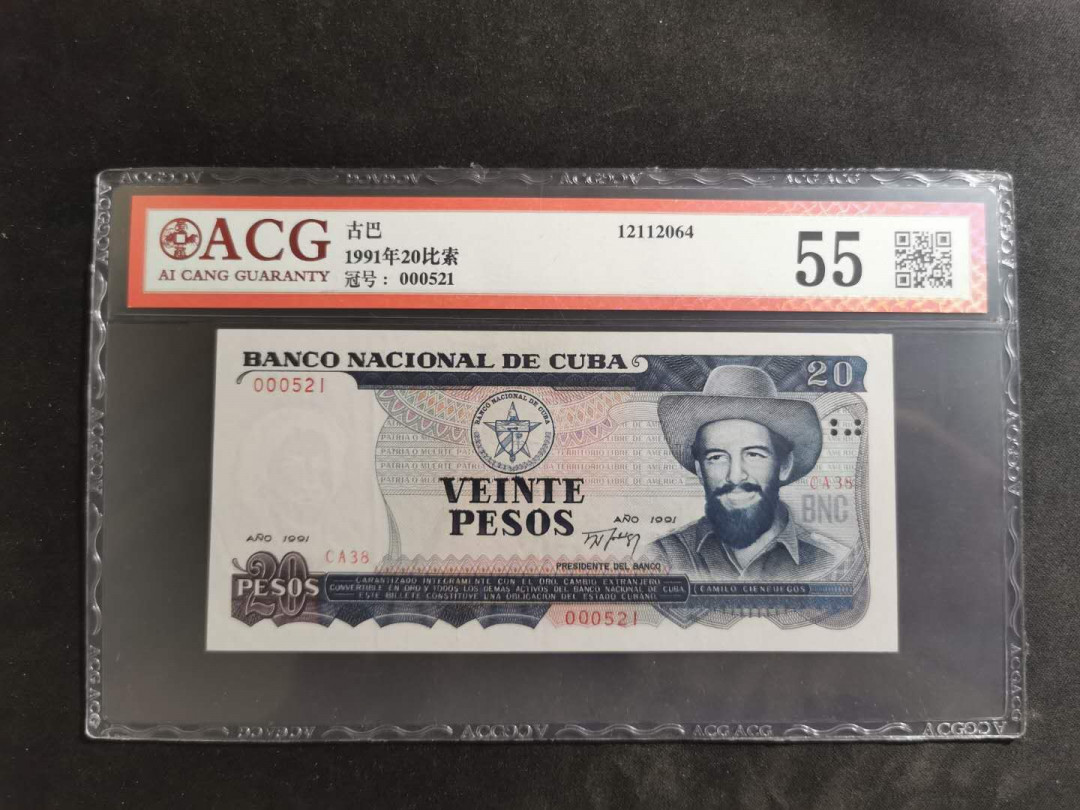 ACG
AI CANG GUARANTY
古巴
1991年20比索
冠号： 000521
12112064
55
BANCO NACIONAL DE CUBA
20
000521
BANCO NACIONAL DE CUBA
VEINTE
PESOS
AÑO 1991
CA38
BNC
AÑO 1991
CA38
PRESIDENTE DEL BANCO
20
PESOS
GARANTIZADO INTEGRAMENTE CON EL ORO, CAMBIO EXTRANJERO
CONVERTIBLE EN ORO Y TODOS LOS DEMAS ACTIVOS DEL BANCO NACIONAL DE CUBA.
ESTE BILLETE CONSTITUYE UNA OBLIGACION DEL ESTADO CUBANO.
CAMILO CIENFUEGOS
000521